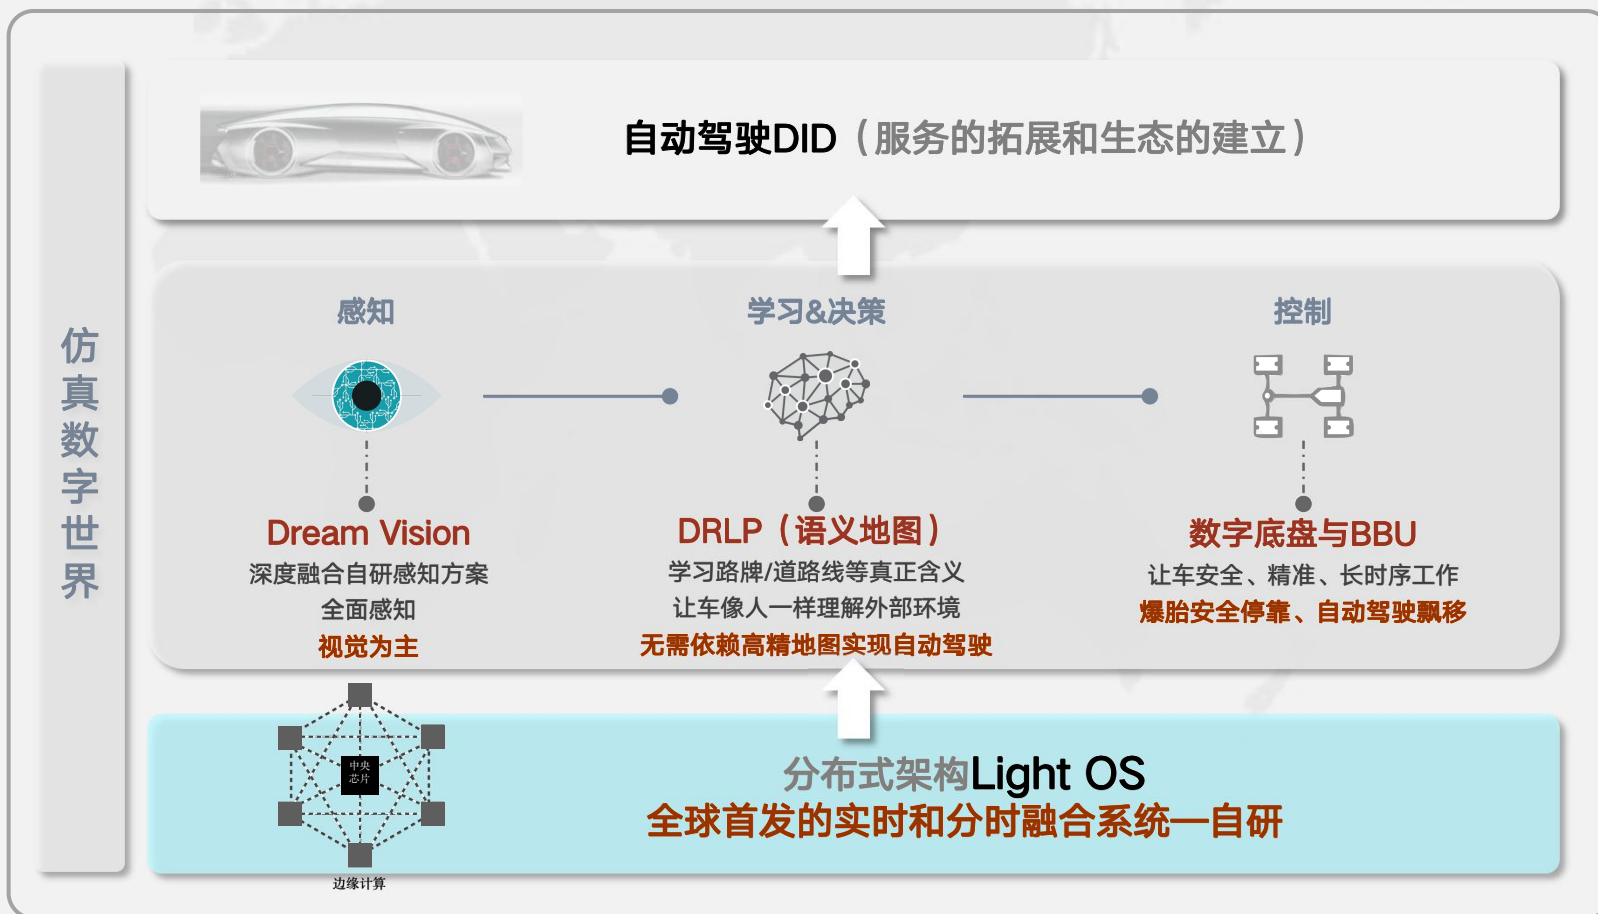 仿真数字世界
自动驾驶DID（服务的拓展和生态的建立）
感知
学习&决策
控制
Dream Vision
深度融合自研感知方案
全面感知
视觉为主
DRLP（语义地图）
学习路牌/道路线等真正含义
让车像人一样理解外部环境
无需依赖高精地图实现自动驾驶
数字底盘与BBU
让车安全、精准、长时序工作
爆胎安全停靠、自动驾驶飘移
中央
芯片
边缘计算
分布式架构Light OS
全球首发的实时和分时融合系统—自研